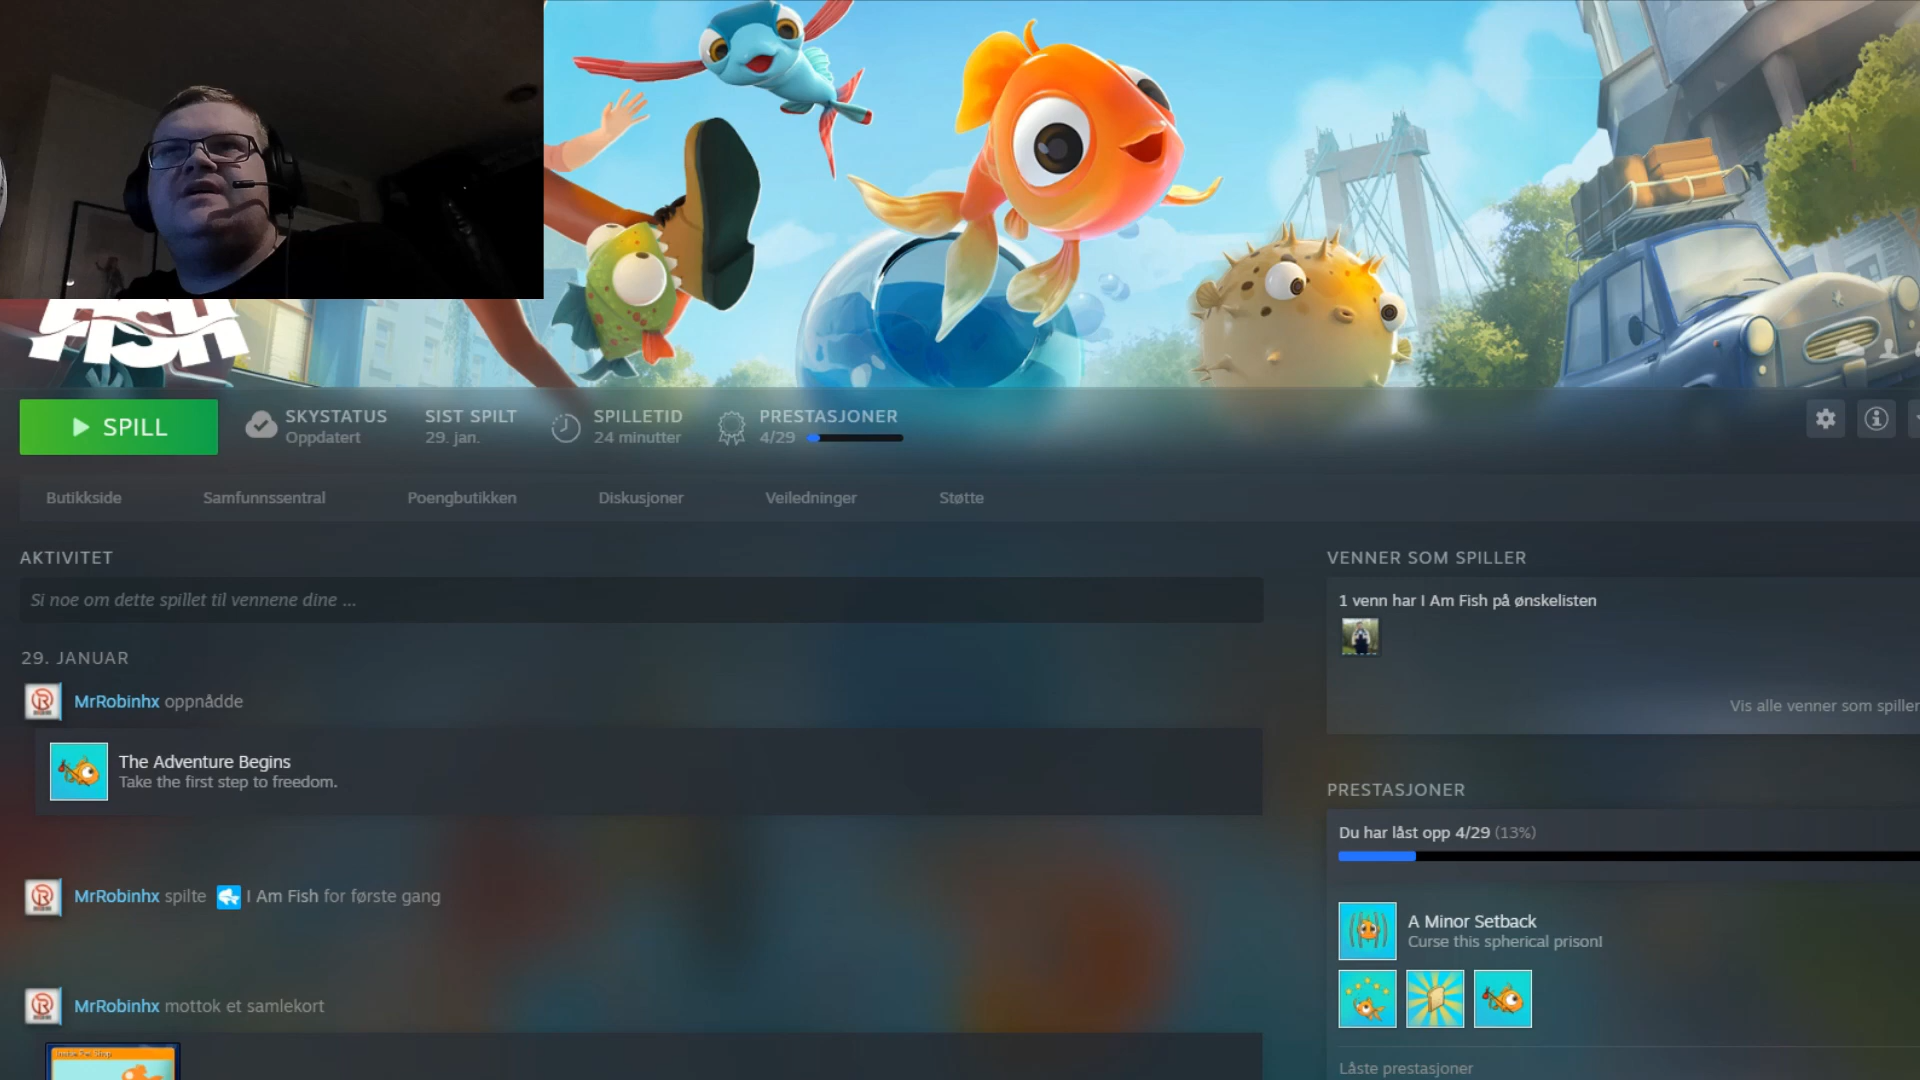 FISH
SPILL
SKYSTATUS
Oppdatert
SIST SPILT
29. jan.
SPILLETID
24 minutter
PRESTASJONER
4/29
Butikkside
Samfunnssentral
Poengbutikken
Diskusjoner
Veiledninger
Støtte
AKTIVITET
Si noe om dette spillet til vennene dine ...
29. JANUAR
MrRobinhx oppnådde
The Adventure Begins
Take the first step to freedom.
MrRobinhx spilte I Am Fish for første gang
MrRobinhx mottok et samlekort
VENNER SOM SPILLER
1 venn har I Am Fish på ønskelisten
Vis alle venner som spiller
PRESTASJONER
Du har låst opp 4/29 (13%)
A Minor Setback
Curse this spherical prison!
Låste prestasjoner